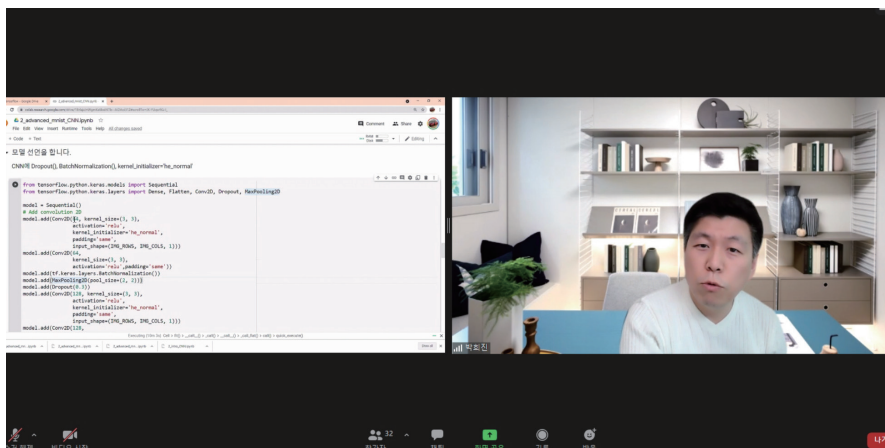 2_advanced_mnist_CNN.ipynb
File Edit View Insert Runtime Tools Help All changes saved
Comment Share
+ Code + Text
Editing
모델 선언을 합니다.
CNN에 Dropout(), BatchNormalization(), kernel_initializer='he_normal'
from tensorflow.python.keras.models import Sequential
from tensorflow.python.keras.layers import Dense, Flatten, Conv2D, Dropout, MaxPooling2D
model = Sequential()
# Add convolution 2D
model.add(Conv2D(64, kernel_size=(3, 3),
activation='relu',
kernel_initializer='he_normal',
padding='same',
input_shape=(IMG_ROWS, IMG_COLS, 1)))
model.add(Conv2D(64,
kernel_size=(3, 3),
activation='relu',padding='same'))
model.add(tf.keras.layers.BatchNormalization())
model.add(MaxPooling2D(pool_size=(2, 2)))
model.add(Dropout(0.3))
model.add(Conv2D(128, kernel_size=(3, 3),
activation='relu',
kernel_initializer='he_normal',
padding='same',
input_shape=(IMG_ROWS, IMG_COLS, 1)))
model.add(Conv2D(128,
Show all
박희진
32